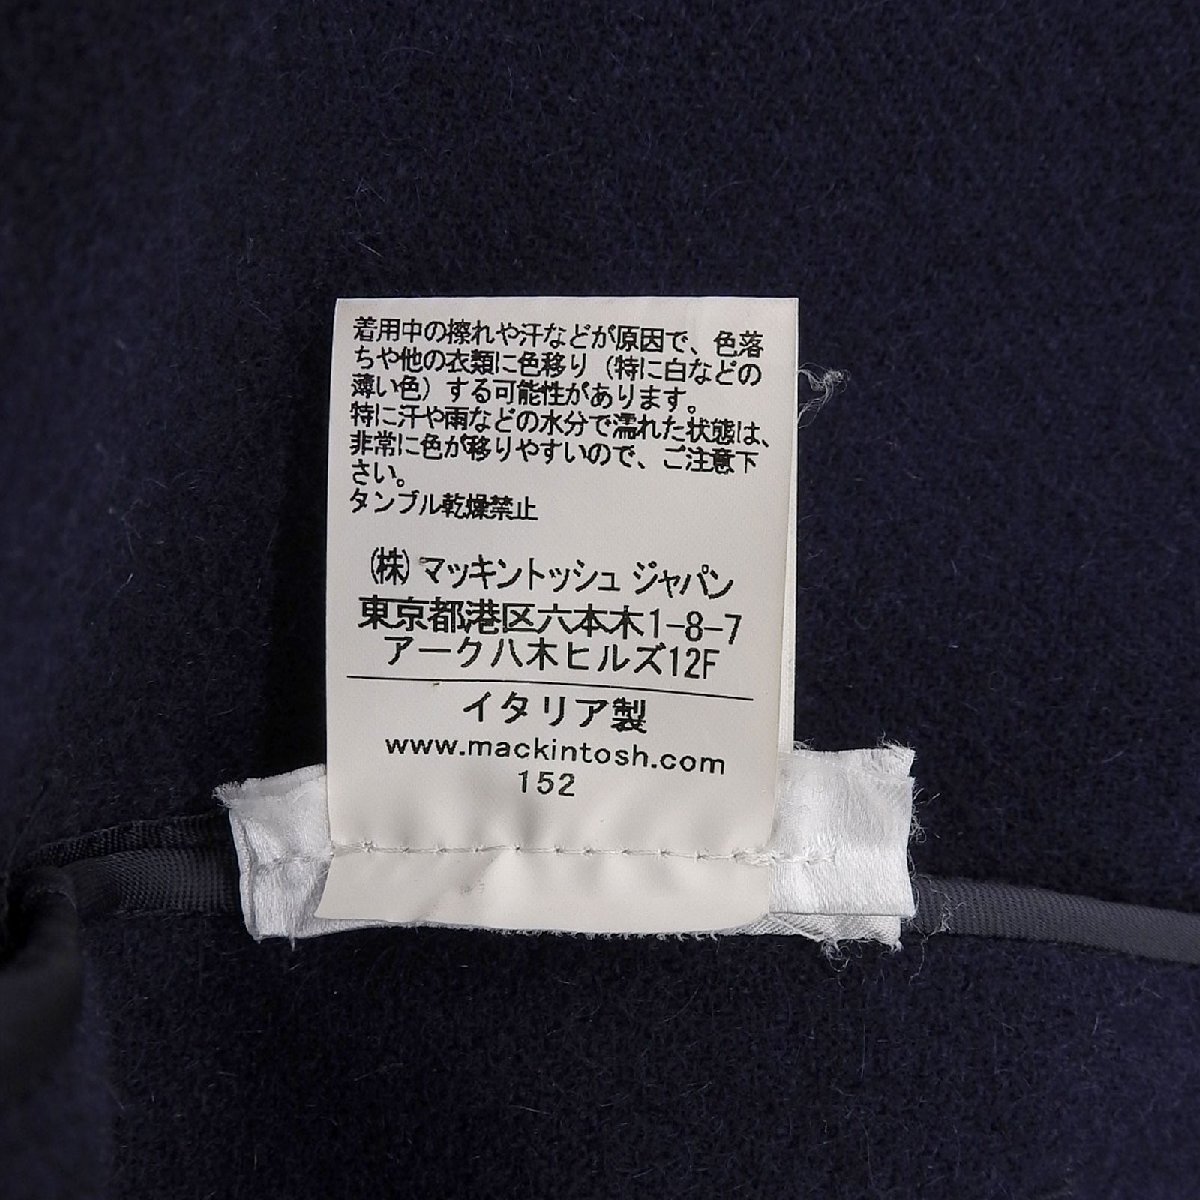 着用中の擦れや汗などが原因で、色落
ちや他の衣類に色移り（特に白などの
薄い色）する可能性があります。
特に汗や雨などの水分で濡れた状態は、
非常に色が移りやすいので、ご注意下
さい。
タンブル乾燥禁止
(株) マッキントッシュ ジャパン
東京都港区六本木1-8-7
アーク八木ヒルズ12F
イタリア製
www.mackintosh.com
152